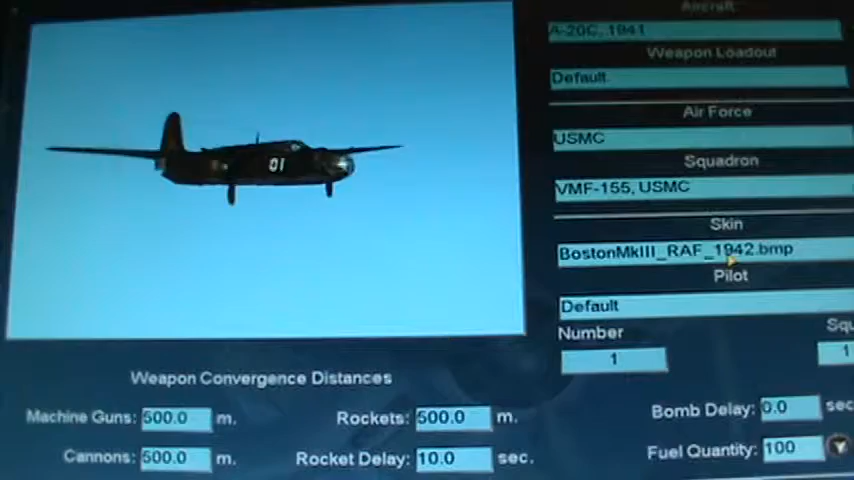 Aircraft:
A-20C, 1941
Weapon Loadout
Default
Air Force
USMC
Squadron
VMF-155, USMC
Skin
BostonMkIII_RAF_1942.bmp
Pilot
Default
Number
1
1
01
Weapon Convergence Distances
Machine Guns: 500.0 m. Rockets: 500.0 m. Bomb Delay: 0.0
Cannons: 500.0 m. Rocket Delay: 10.0 sec. Fuel Quantity: 100